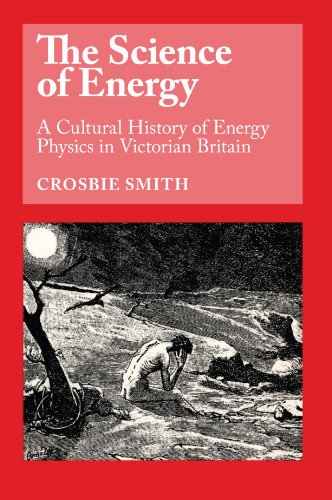 The Science
of Energy
A Cultural History of Energy
Physics in Victorian Britain
CROSBIE SMITH